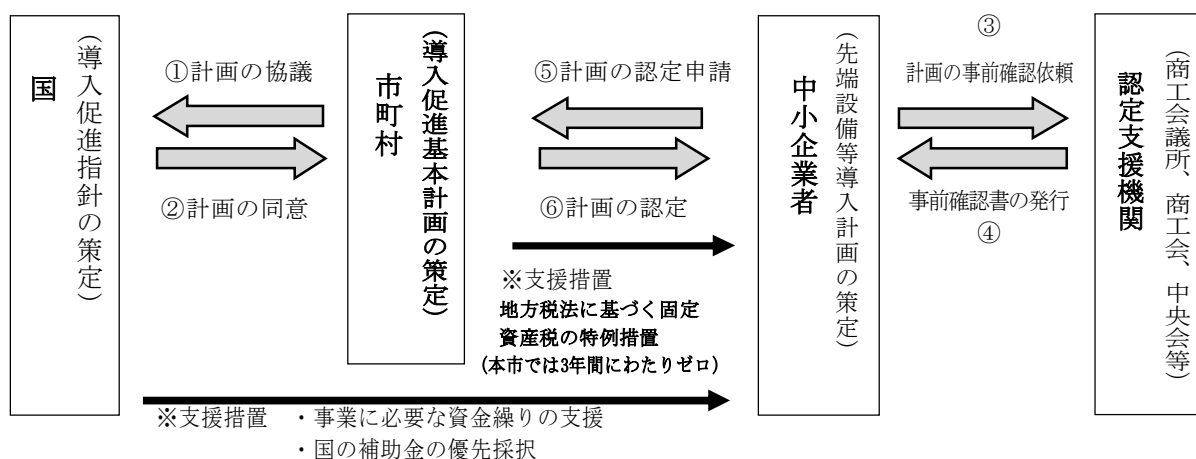 国
(導入促進指針の策定)
①計画の協議
②計画の同意
市町村
(導入促進基本計画の策定)
⑤計画の認定申請
⑥計画の認定
※支援措置
地方税法に基づく固定
資産税の特例措置
(本市では3年間にわたりゼロ)
中小企業者
(先端設備等導入計画の策定)
③
計画の事前確認依頼
事前確認書の発行
④
認定支援機関
(商工会議所、商工会、中央会等)
※支援措置 ・事業に必要な資金繰りの支援
・国の補助金の優先採択